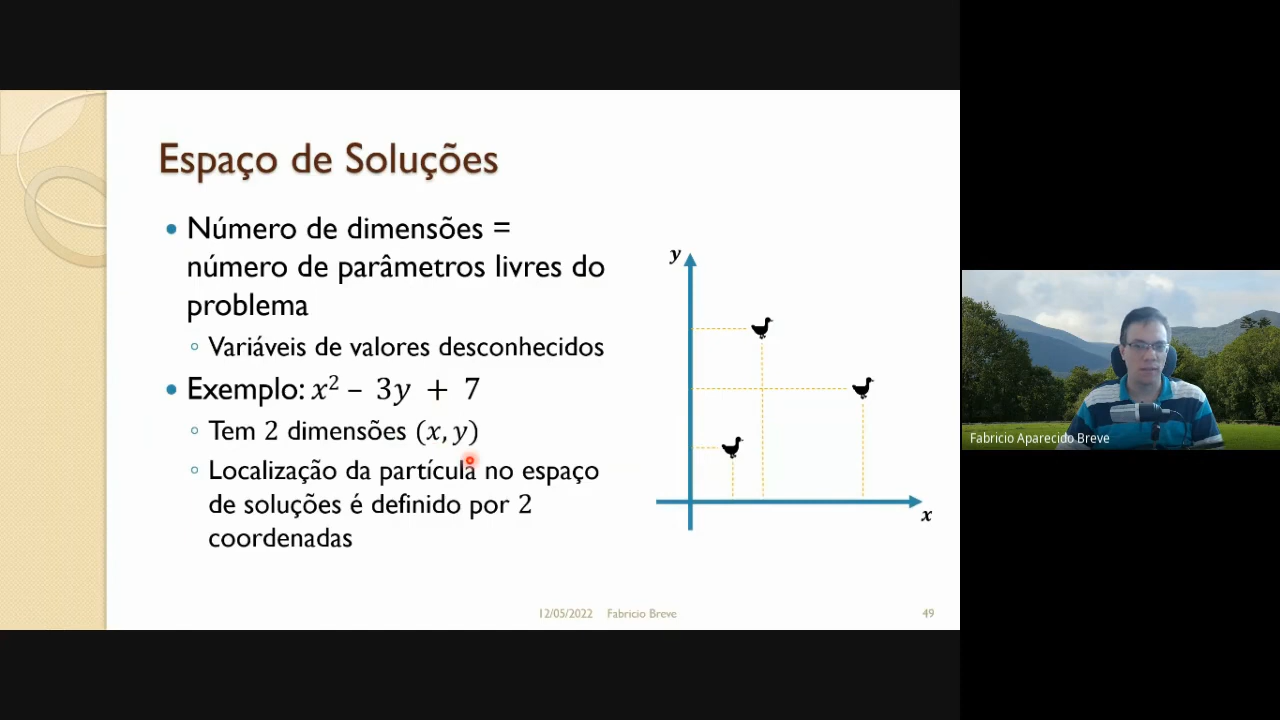 Espaço de Soluções
• Número de dimensões =
número de parâmetros livres do
problema
◦ Variáveis de valores desconhecidos
• Exemplo: x² – 3y + 7
◦ Tem 2 dimensões (x, y)
◦ Localização da partícula no espaço
de soluções é definido por 2
coordenadas
y
x
12/05/2022 Fabricio Breve
49
Fabricio Aparecido Breve